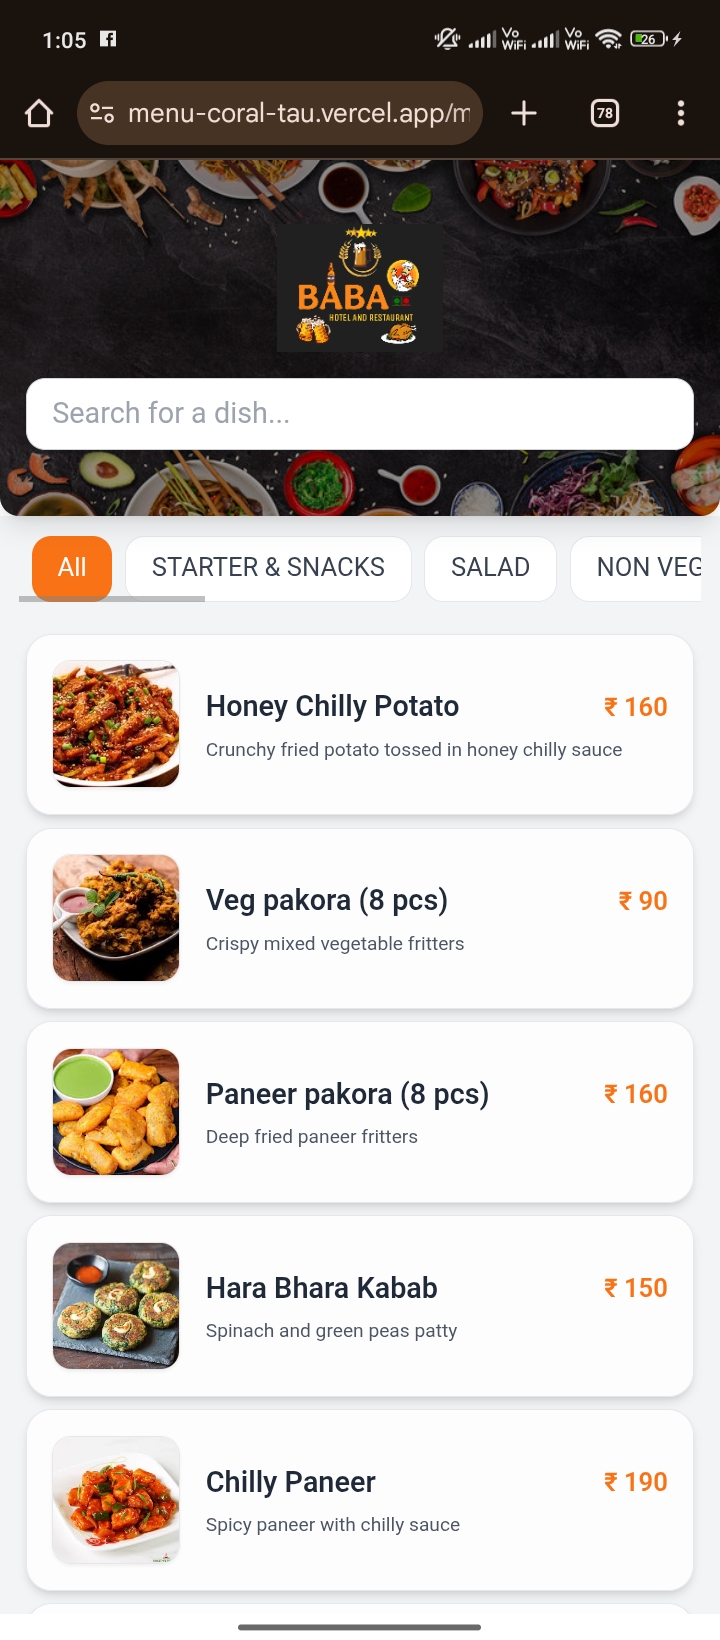 1:05
Vo WiFi
Vo WiFi
26
menu-coral-tau.vercel.app/m
78
BABA
HOTEL AND RESTAURANT
Search for a dish...
All
STARTER & SNACKS
SALAD
NON VEG
Honey Chilly Potato
₹ 160
Crunchy fried potato tossed in honey chilly sauce
Veg pakora (8 pcs)
₹ 90
Crispy mixed vegetable fritters
Paneer pakora (8 pcs)
₹ 160
Deep fried paneer fritters
Hara Bhara Kabab
₹ 150
Spinach and green peas patty
Chilly Paneer
₹ 190
Spicy paneer with chilly sauce